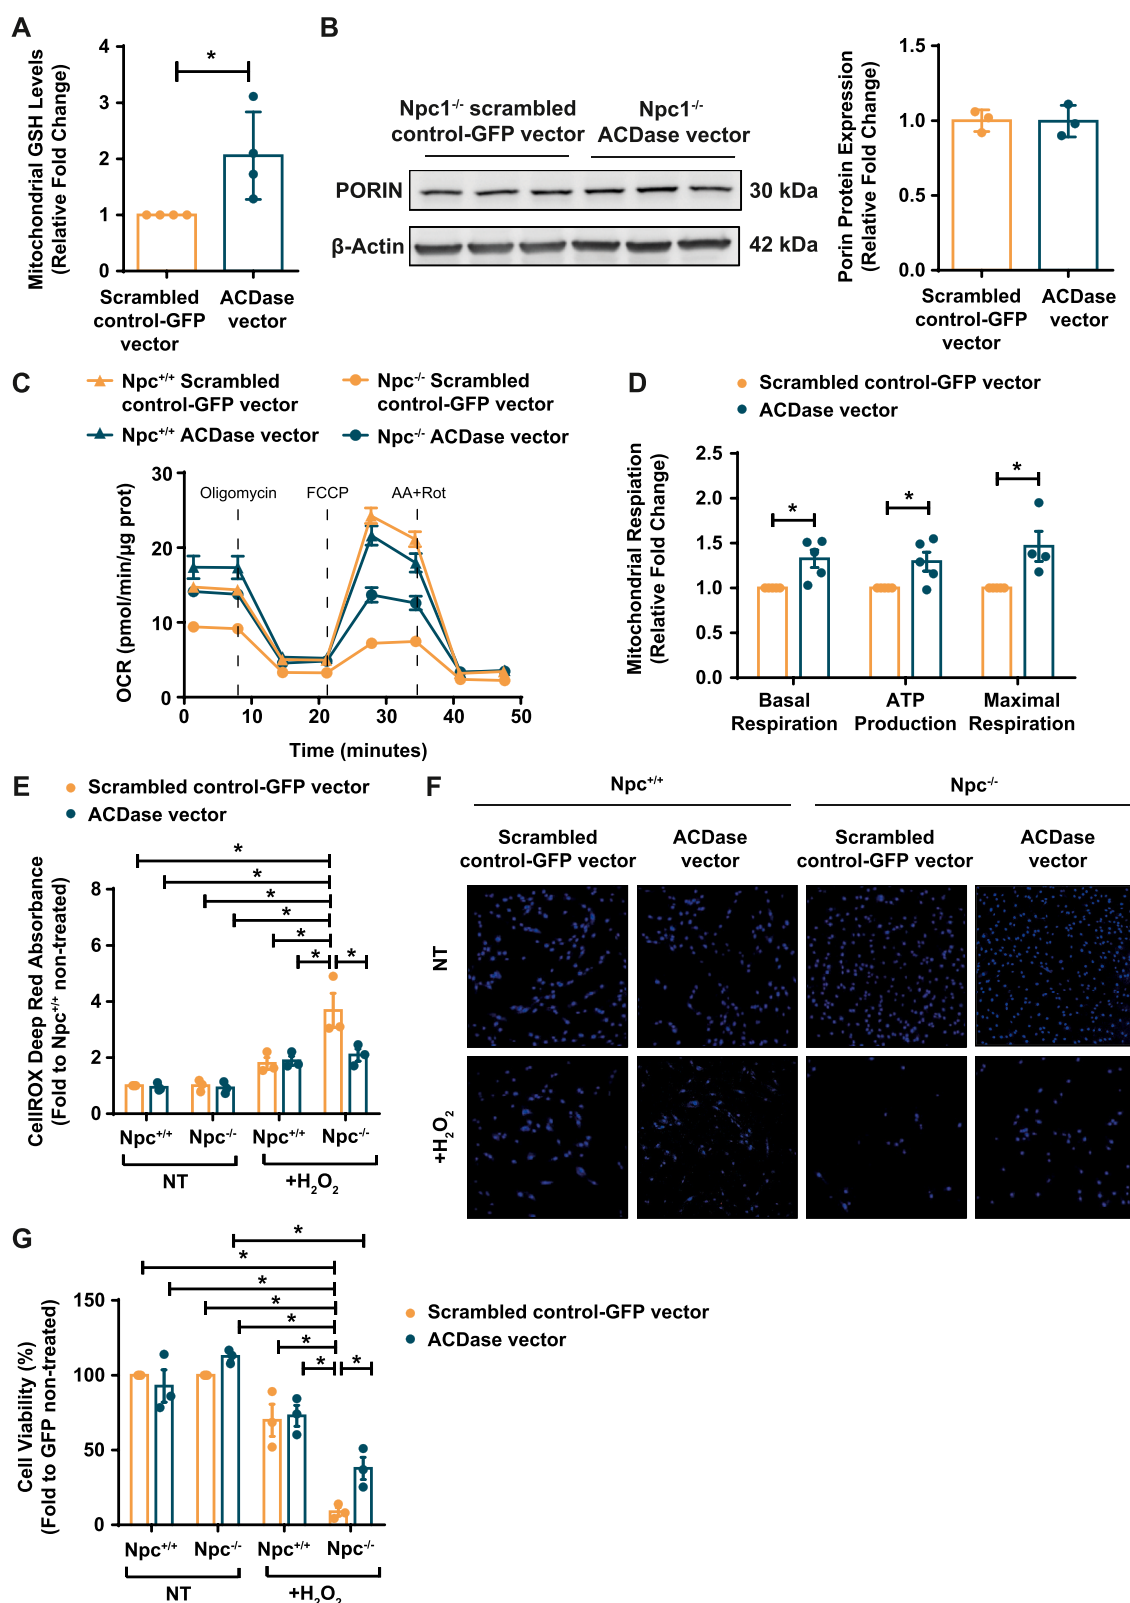 A
Mitochondrial GSH Levels
(Relative Fold Change)
4
3
2
1
0
*
Scrambled
control-GFP
vector
ACDase
vector
B
Npc1-/- scrambled
control-GFP vector
Npc1-/-
ACDase vector
PORIN
30 kDa
β-Actin
42 kDa
Porin Protein Expression
(Relative Fold Change)
1.5
1.0
0.5
0.0
Scrambled
control-GFP
vector
ACDase
vector
C
Npc+/+ Scrambled
control-GFP vector
Npc+/+ ACDase vector
Npc-/- Scrambled
control-GFP vector
Npc-/- ACDase vector
OCR (pmol/min/µg prot)
30
20
10
0
Oligomycin
FCCP
AA+Rot
0 10 20 30 40 50
Time (minutes)
D
Scrambled control-GFP vector
ACDase vector
Mitochondrial Respiation
(Relative Fold Change)
2.5
2.0
1.5
1.0
0.5
0.0
* * *
Basal
Respiration
ATP
Production
Maximal
Respiration
E
Scrambled control-GFP vector
ACDase vector
CellROX Deep Red Absorbance
(Fold to Npc+/+ non-treated)
8
6
4
2
0
*
*
*
*
*
* *
Npc+/+ Npc-/- Npc+/+ Npc-/-
NT +H2O2
F
Npc+/+ Npc-/-
Scrambled
control-GFP vector
ACDase
vector
Scrambled
control-GFP vector
ACDase
vector
NT
+H2O2
G
Scrambled control-GFP vector
ACDase vector
Cell Viability (%)
(Fold to GFP non-treated)
150
100
50
0
*
*
*
*
*
*
* *
Npc+/+ Npc-/- Npc+/+ Npc-/-
NT +H2O2